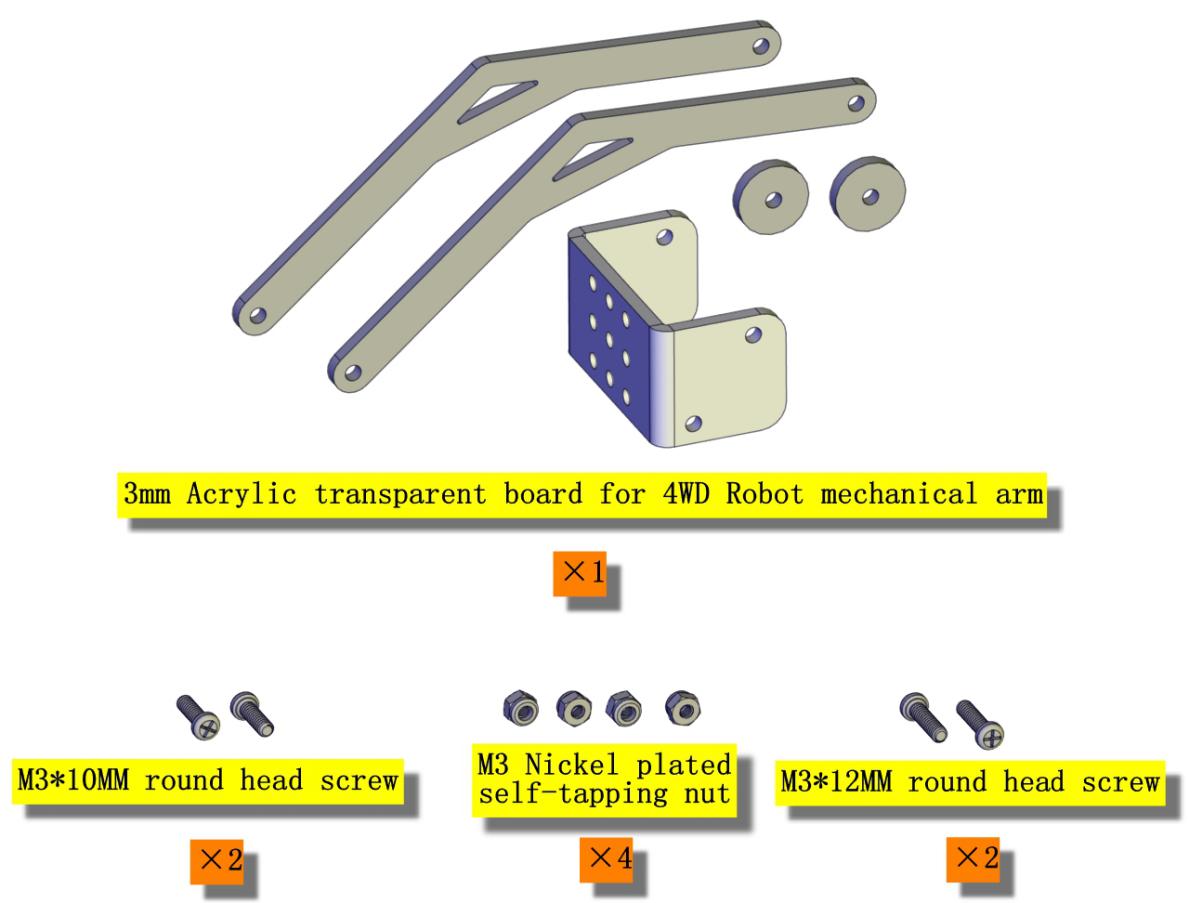 3mm Acrylic transparent board for 4WD Robot mechanical arm
×1
M3*10MM round head screw
×2
M3 Nickel plated
self-tapping nut
×4
M3*12MM round head screw
×2